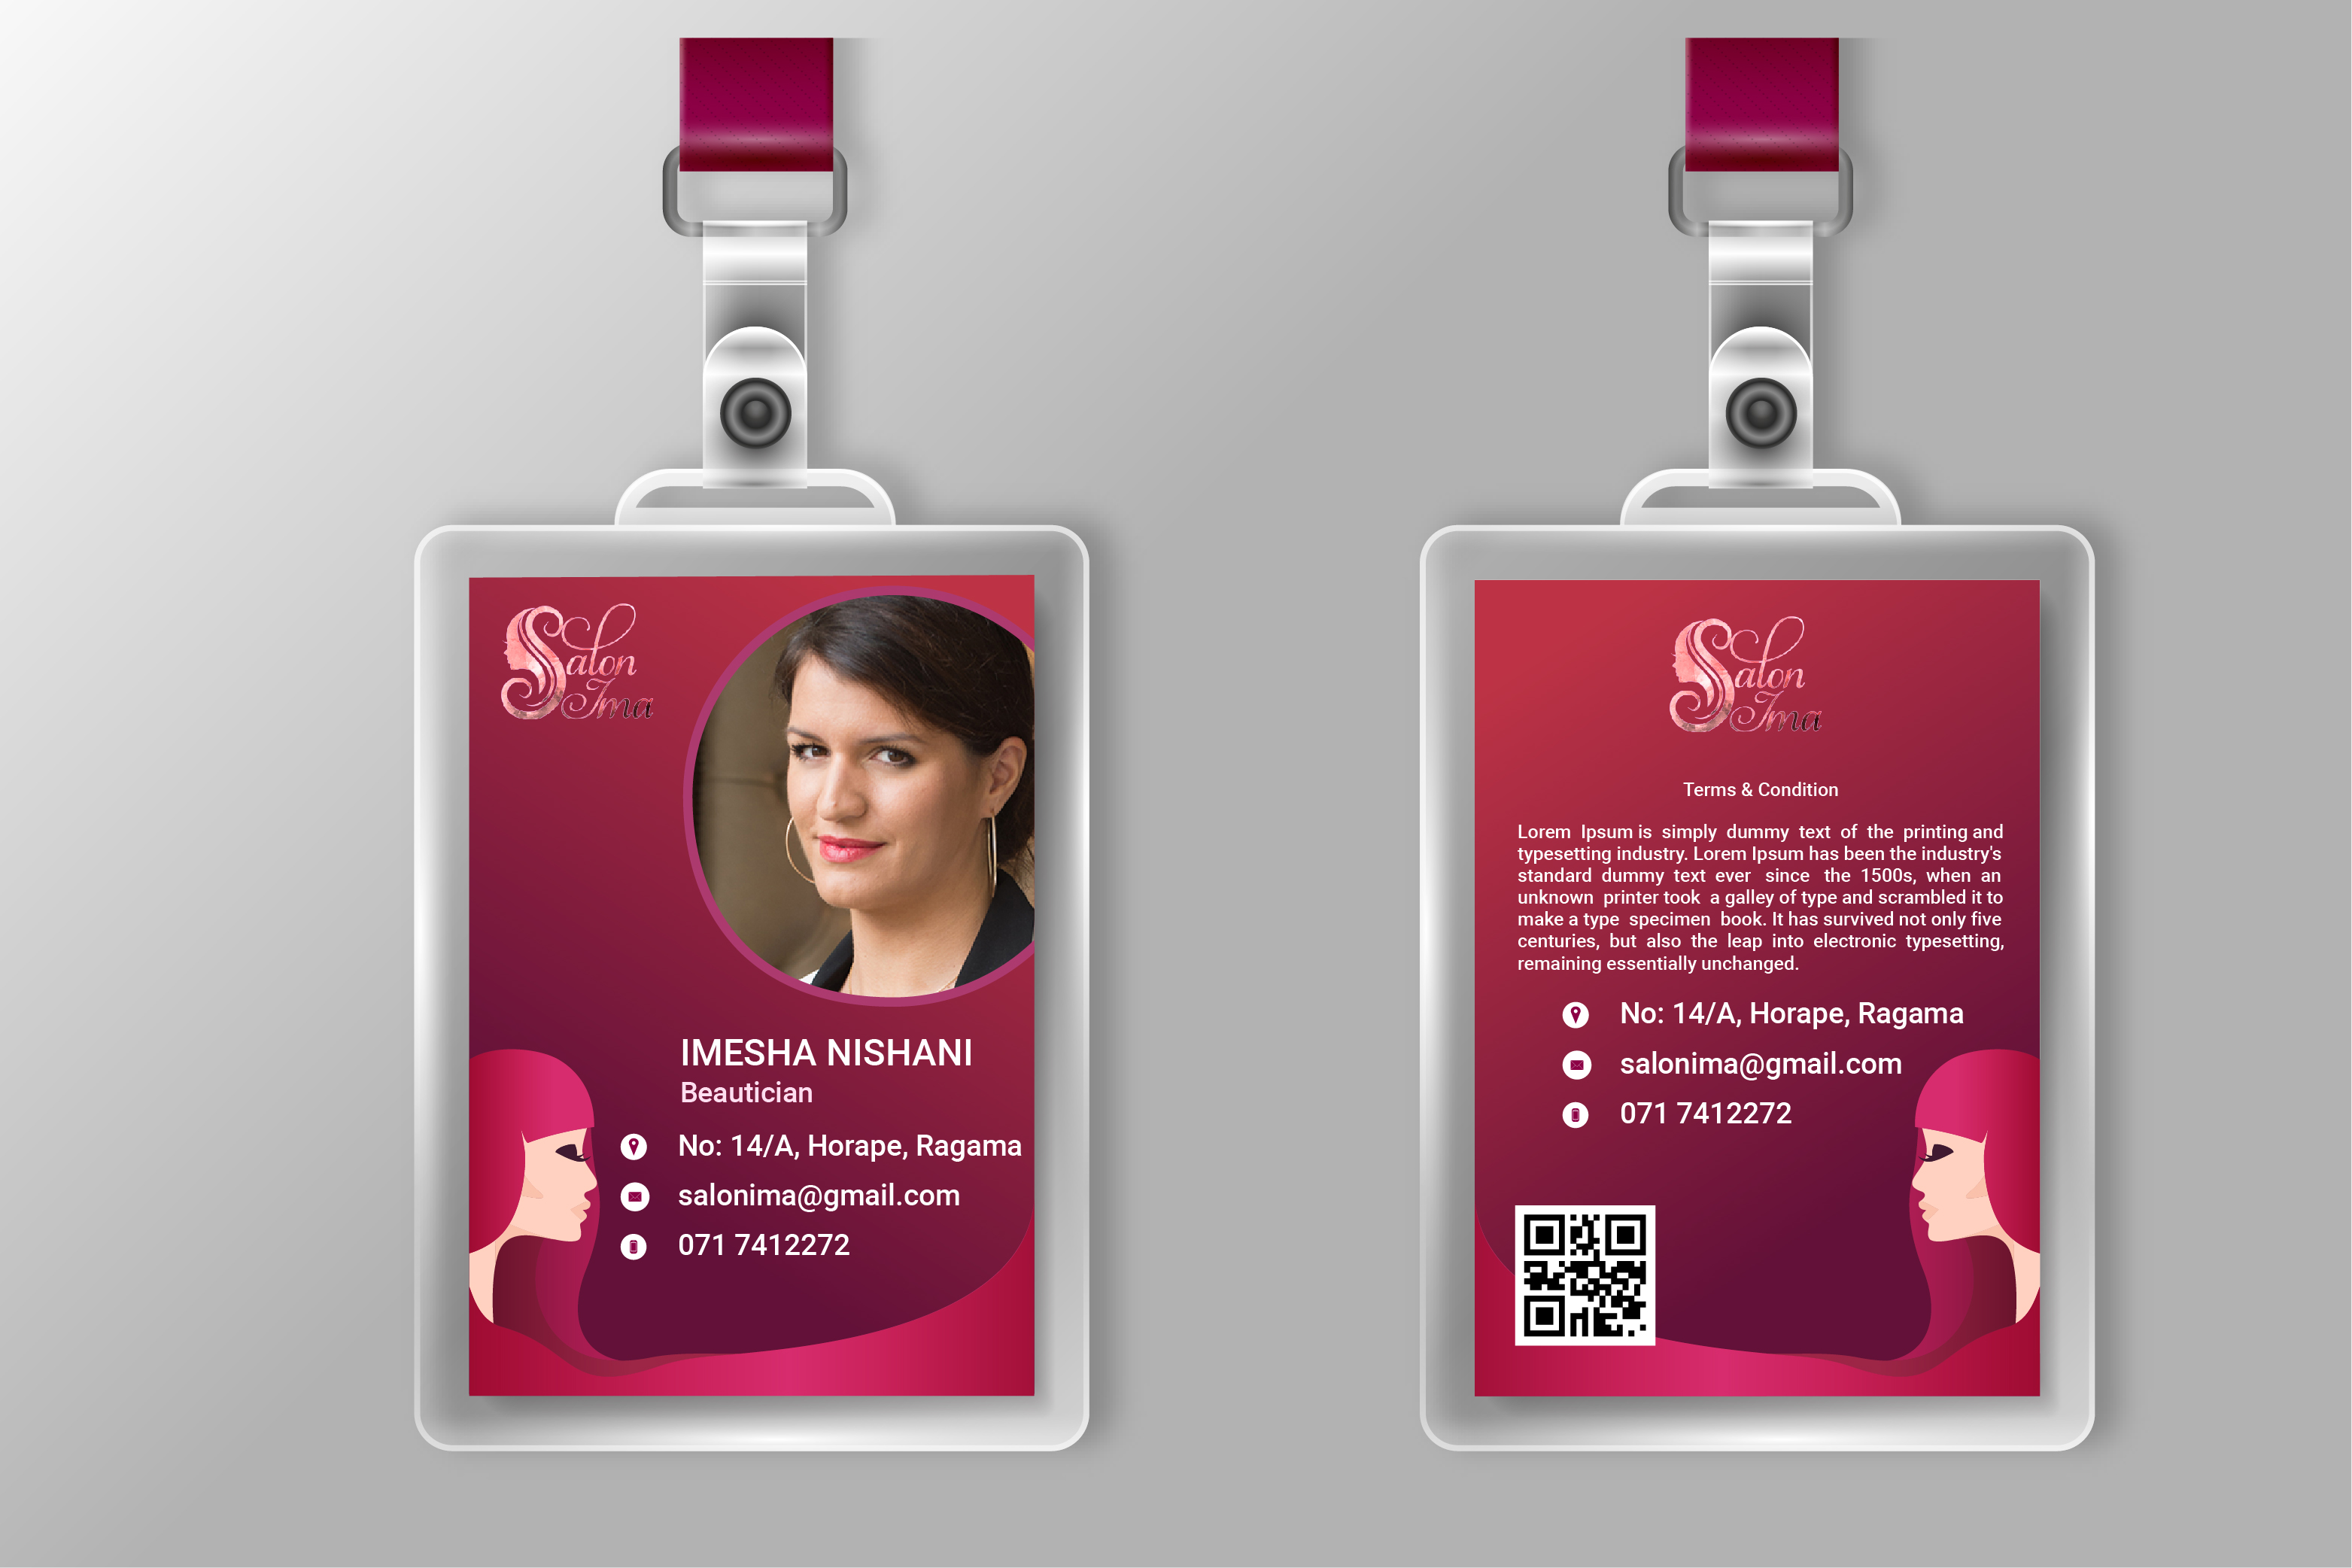 Salon
Ima
IMESHA NISHANI
Beautician
No: 14/A, Horape, Ragama
salonima@gmail.com
071 7412272
Salon
Ima
Terms & Condition
Lorem Ipsum is simply dummy text of the printing and
typesetting industry. Lorem Ipsum has been the industry's
standard dummy text ever since the 1500s, when an
unknown printer took a galley of type and scrambled it to
make a type specimen book. It has survived not only five
centuries, but also the leap into electronic typesetting,
remaining essentially unchanged.
No: 14/A, Horape, Ragama
salonima@gmail.com
071 7412272